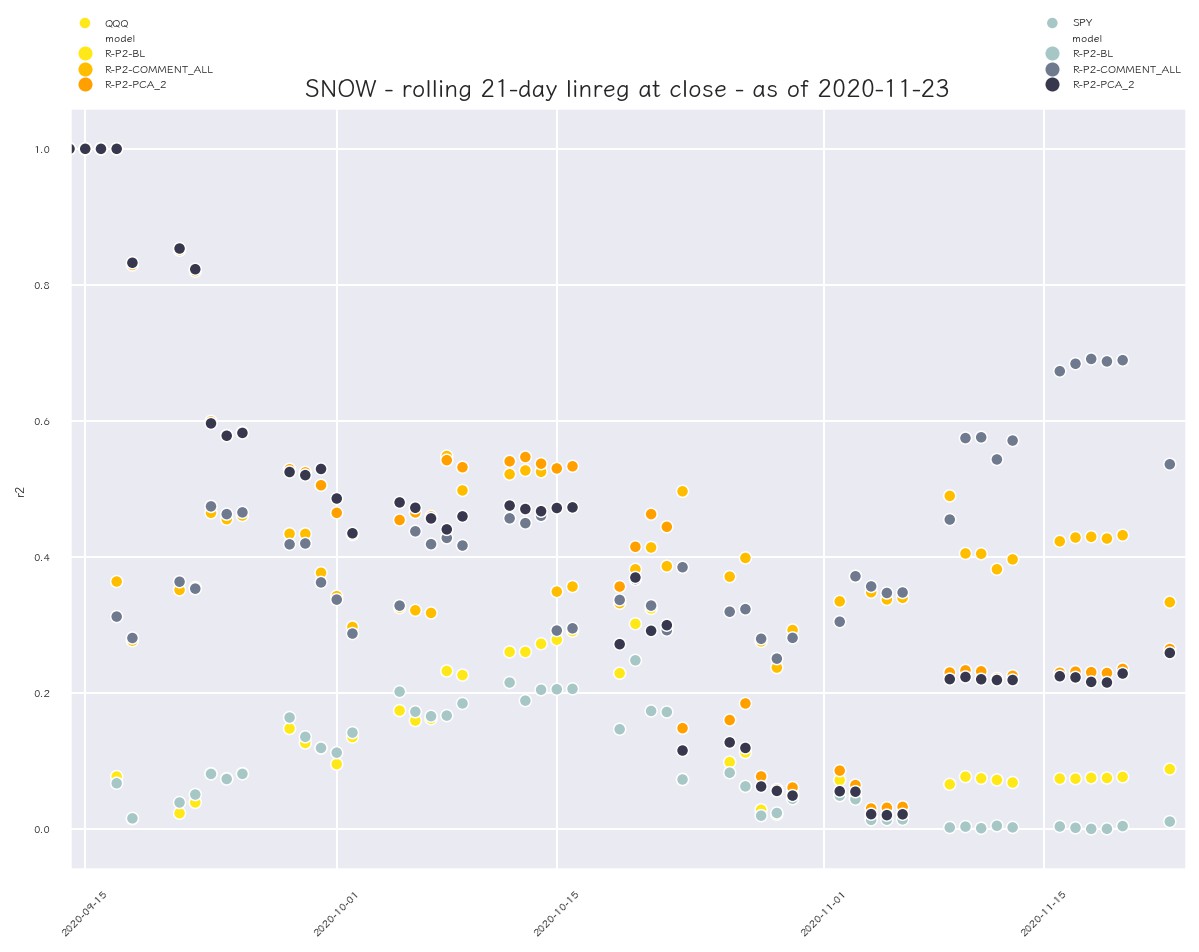 QQQ
model
R-P2-BL
R-P2-COMMENT_ALL
R-P2-PCA_2
SPY
model
R-P2-BL
R-P2-COMMENT_ALL
R-P2-PCA_2
SNOW - rolling 21-day linreg at close - as of 2020-11-23
1.0
0.8
0.6
r2
0.4
0.2
0.0
2020-09-15
2020-10-01
2020-10-15
2020-11-01
2020-11-15